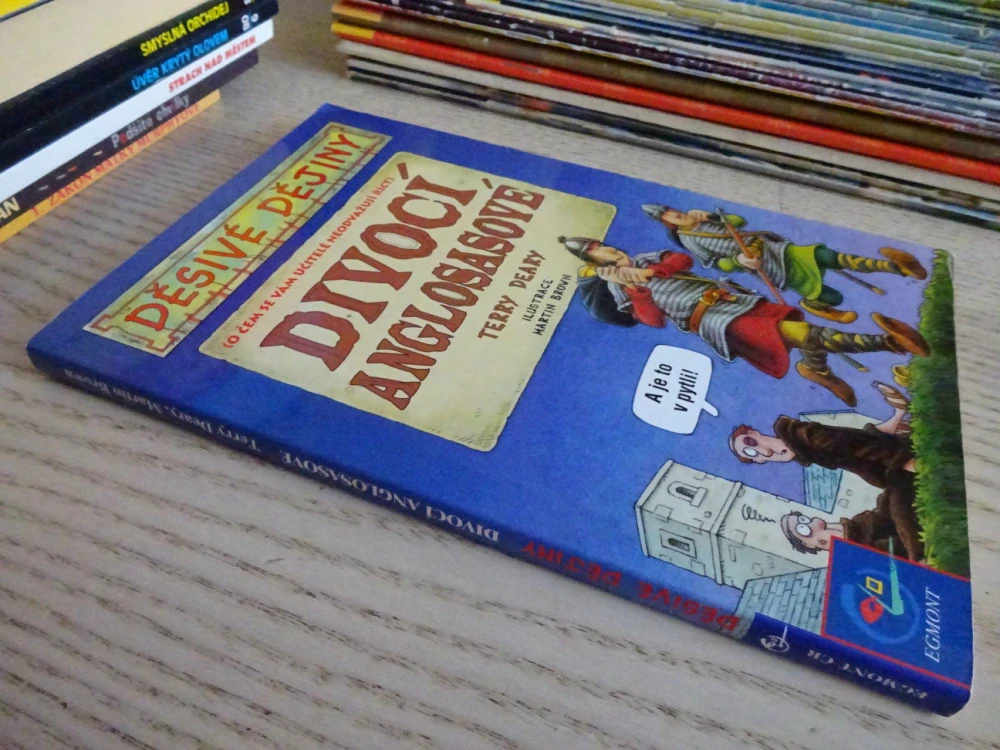 SMYSLNÁ ORCHIDEJ
ÚVĚR KRYTÝ OLOVEM
STRACH NAD MĚSTEM
DĚSIVÉ DĚJINY
(O ČEM SE VÁM UČITELÉ NEODVAŽUJÍ ŘÍCT)
DIVOCÍ
ANGLOSASOVÉ
TERRY DEARY
ILUSTRACE
MARTIN BROWN
A je to
v pytli!
EGMONT
Terry Deary, Martin Brown DIVOCÍ ANGLOSASOVÉ DĚSIVÉ DĚJINY EGMONT ČR